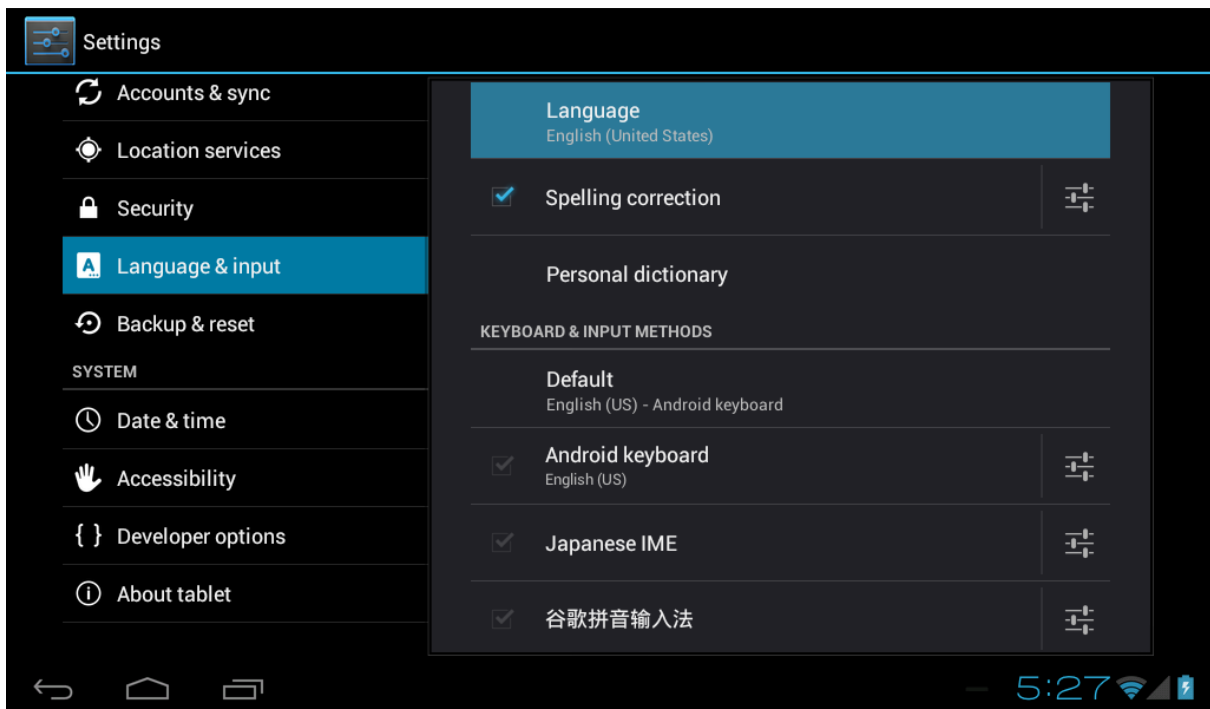 Settings
Accounts & sync
Location services
Security
Language & input
Backup & reset
SYSTEM
Date & time
Accessibility
{ } Developer options
About tablet
Language
English (United States)
Spelling correction
Personal dictionary
KEYBOARD & INPUT METHODS
Default
English (US) - Android keyboard
Android keyboard
English (US)
Japanese IME
谷歌拼音输入法
5:27